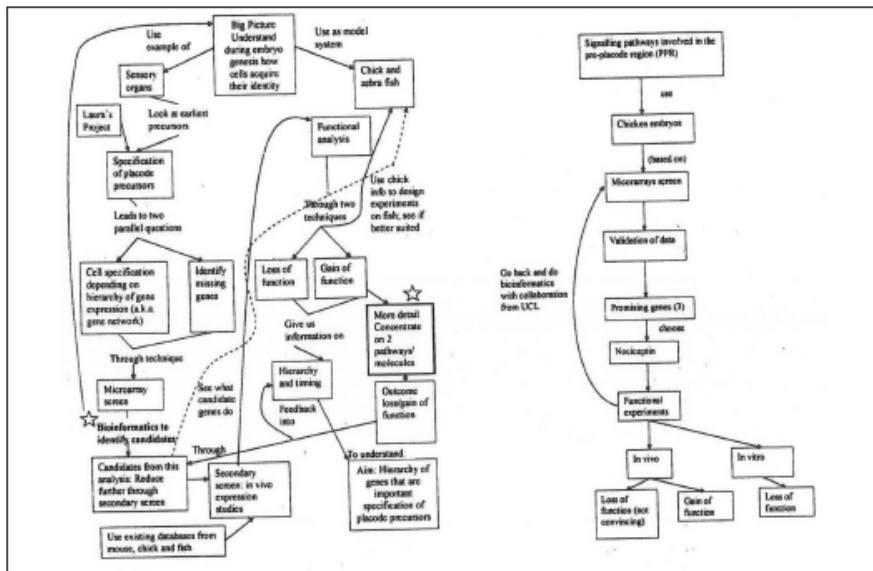 Big Picture
Understand
during embryo
genesis how
cells acquire
their identity
Use
example of
Use as model
system
Sensory
organs
Chick and
zebra fish
Laura's
Project
Look at earliest
precursors
Functional
analysis
Specification
of placode
precursors
Use chick
info to design
experiments
on fish; see if
better suited
Through two
techniques
Leads to two
parallel questions
Cell specification
depending on
hierarchy of gene
expression (a.k.a.
gene network)
Identify
missing
genes
Loss of
function
Gain of
function
More detail
Concentrate
on 2
pathways/
molecules
Give us
information on
Through technique
Microarray
screen
See what
candidate
genes do
Hierarchy
and timing
Outcome
loss/gain of
function
Bioinformatics to
identify candidates
Feedback
into
Through
To understand
Candidates from this
analysis: Reduce
further through
secondary screen
Secondary
screen: in vivo
expression
studies
Aim: Hierarchy
of genes that are
important
specification of
placode precursors
Use existing databases from
mouse, chick and fish
Signalling pathways involved in the
pre-placode region (PPR)
use
Chicken embryos
(based on)
Micorarrays screen
Validation of data
Go back and do
bioinformatics
with collaboration
from UCL
Promising genes (3)
choose
Nociceptin
Functional
experiments
In vivo
In vitro
Loss of
function (not
convincing)
Gain of
function
Loss of
function